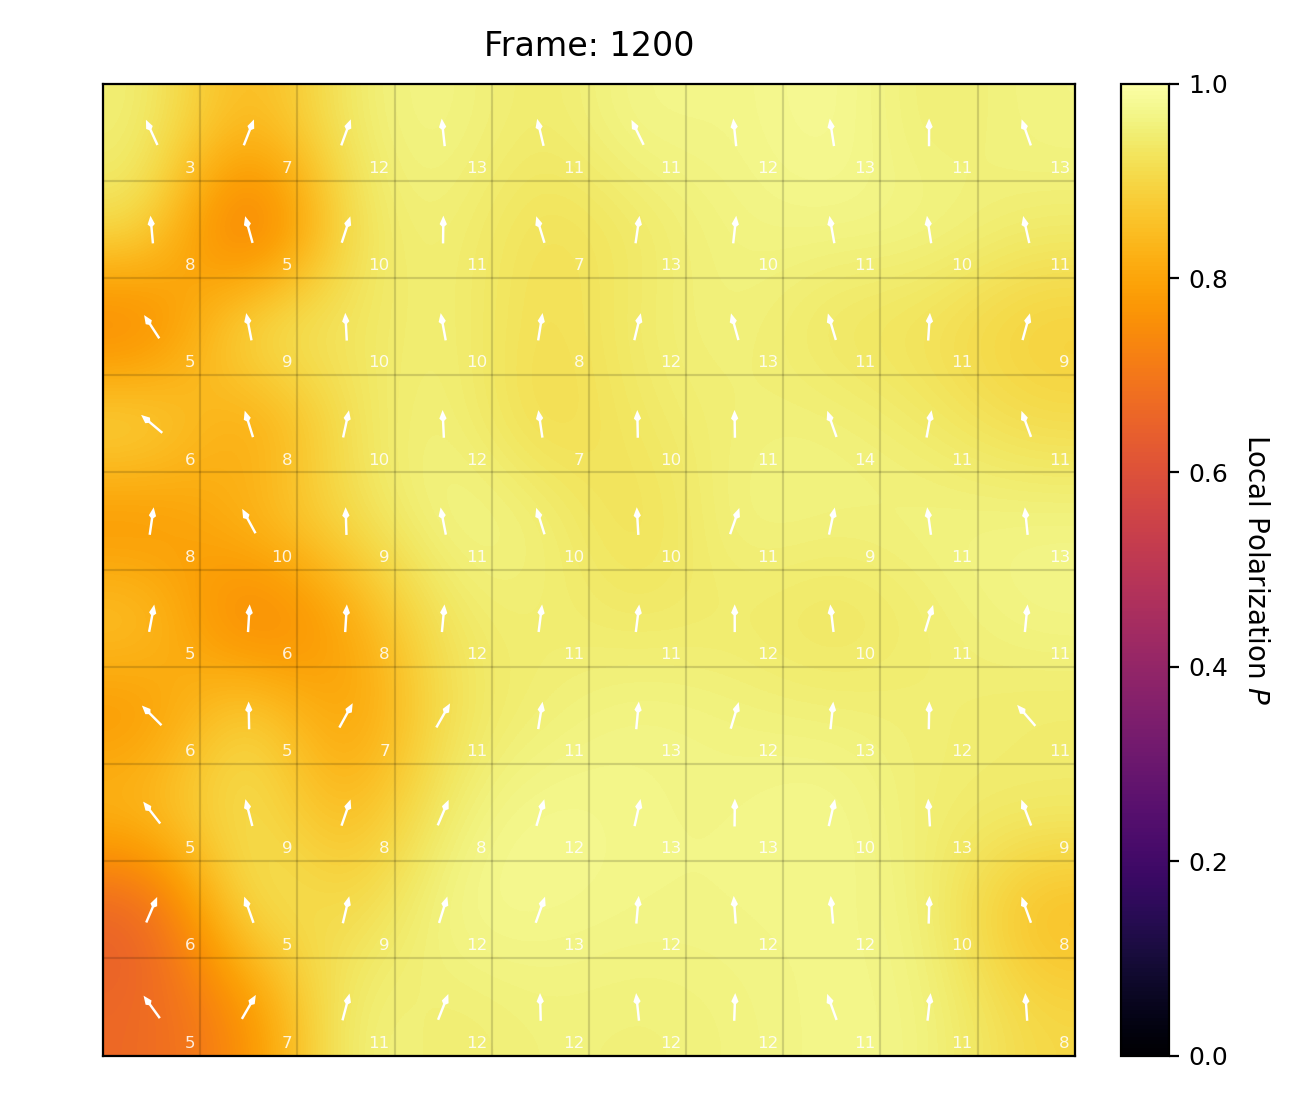 Frame: 1200
3 7 12 13 11 11 12 13 11 13
8 5 10 11 7 13 10 11 10 11
5 9 10 10 8 12 13 11 11 9
6 8 10 12 7 10 11 14 11 11
8 10 9 11 10 10 11 9 11 13
5 6 8 12 11 11 12 10 11 11
6 5 7 11 11 13 12 13 12 11
5 9 8 8 12 13 13 10 13 9
6 5 9 12 13 12 12 12 10 8
5 7 11 12 12 12 12 11 11 8
1.0
0.8
0.6
0.4
0.2
0.0
Local Polarization P